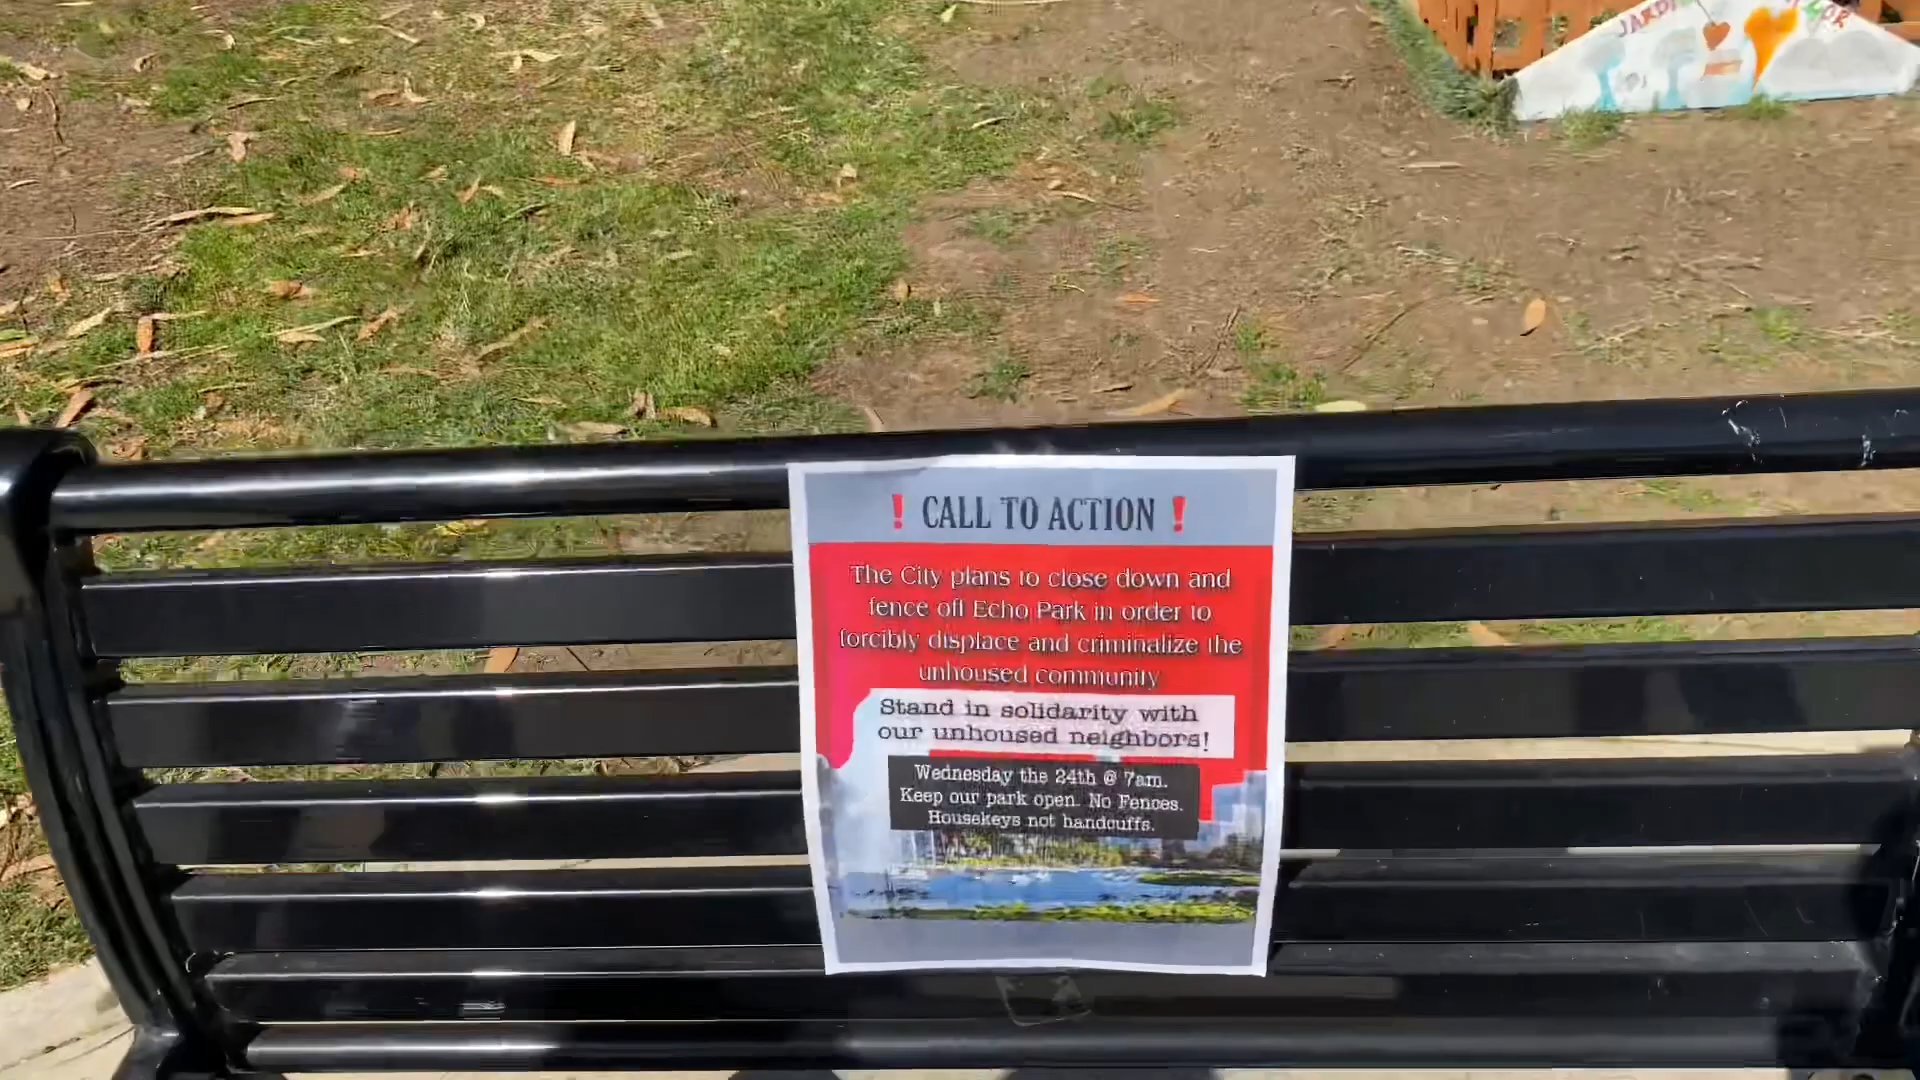 ❗ CALL TO ACTION ❗
The City plans to close down and
fence off Echo Park in order to
forcibly displace and criminalize the
unhoused community
Stand in solidarity with
our unhoused neighbors!
Wednesday the 24th @ 7am.
Keep our park open. No Fences.
Housekeys not handcuffs.